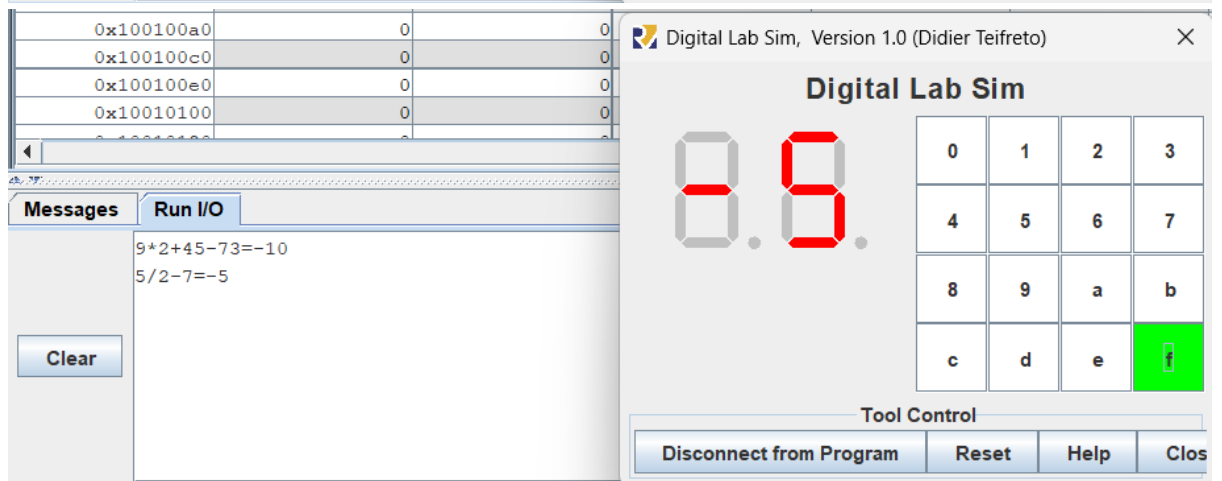 0x100100a0 0 0
0x100100c0 0 0
0x100100e0 0 0
0x10010100 0 0
Messages Run I/O
9*2+45-73=-10
5/2-7=-5
Clear
Digital Lab Sim, Version 1.0 (Didier Teifreto)
Digital Lab Sim
-5
0 1 2 3
4 5 6 7
8 9 a b
c d e f
Tool Control
Disconnect from Program Reset Help Clos